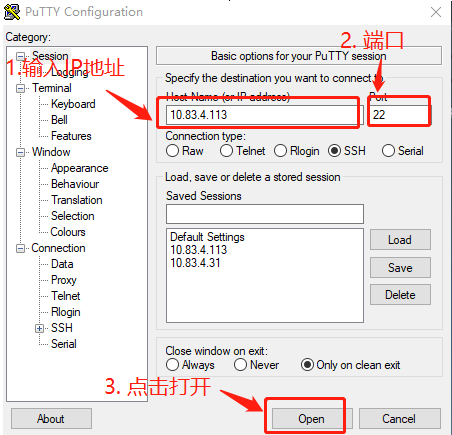 PuTTY Configuration
Category:
Session
Logging
Terminal
Keyboard
Bell
Features
Window
Appearance
Behaviour
Translation
Selection
Colours
Connection
Data
Proxy
Telnet
Rlogin
SSH
Serial
Basic options for your PuTTY session
1.输入IP地址
2. 端口
Specify the destination you want to connect to
Host Name (or IP address)
Port
10.83.4.113
22
Connection type:
Raw Telnet Rlogin SSH Serial
Load, save or delete a stored session
Saved Sessions
Default Settings
10.83.4.113
10.83.4.31
Load
Save
Delete
Close window on exit:
Always Never Only on clean exit
3. 点击打开
About
Open
Cancel